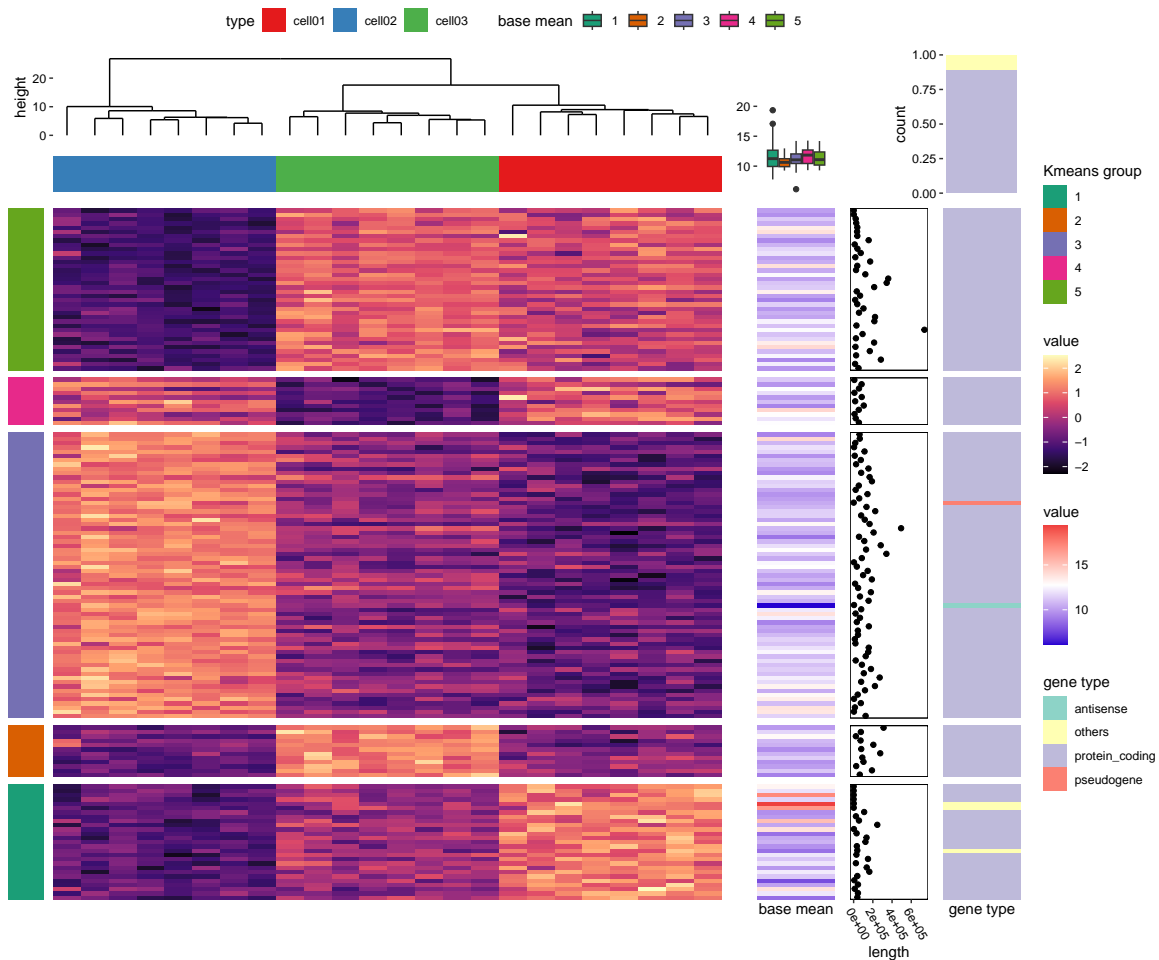 type cell01 cell02 cell03 base mean 1 2 3 4 5
height
20
10
0
20
15
10
count
1.00
0.75
0.50
0.25
0.00
Kmeans group
1
2
3
4
5
value
2
1
0
−1
−2
value
15
10
gene type
antisense
others
protein_coding
pseudogene
base mean
0e+00
2e+05
4e+05
6e+05
length
gene type